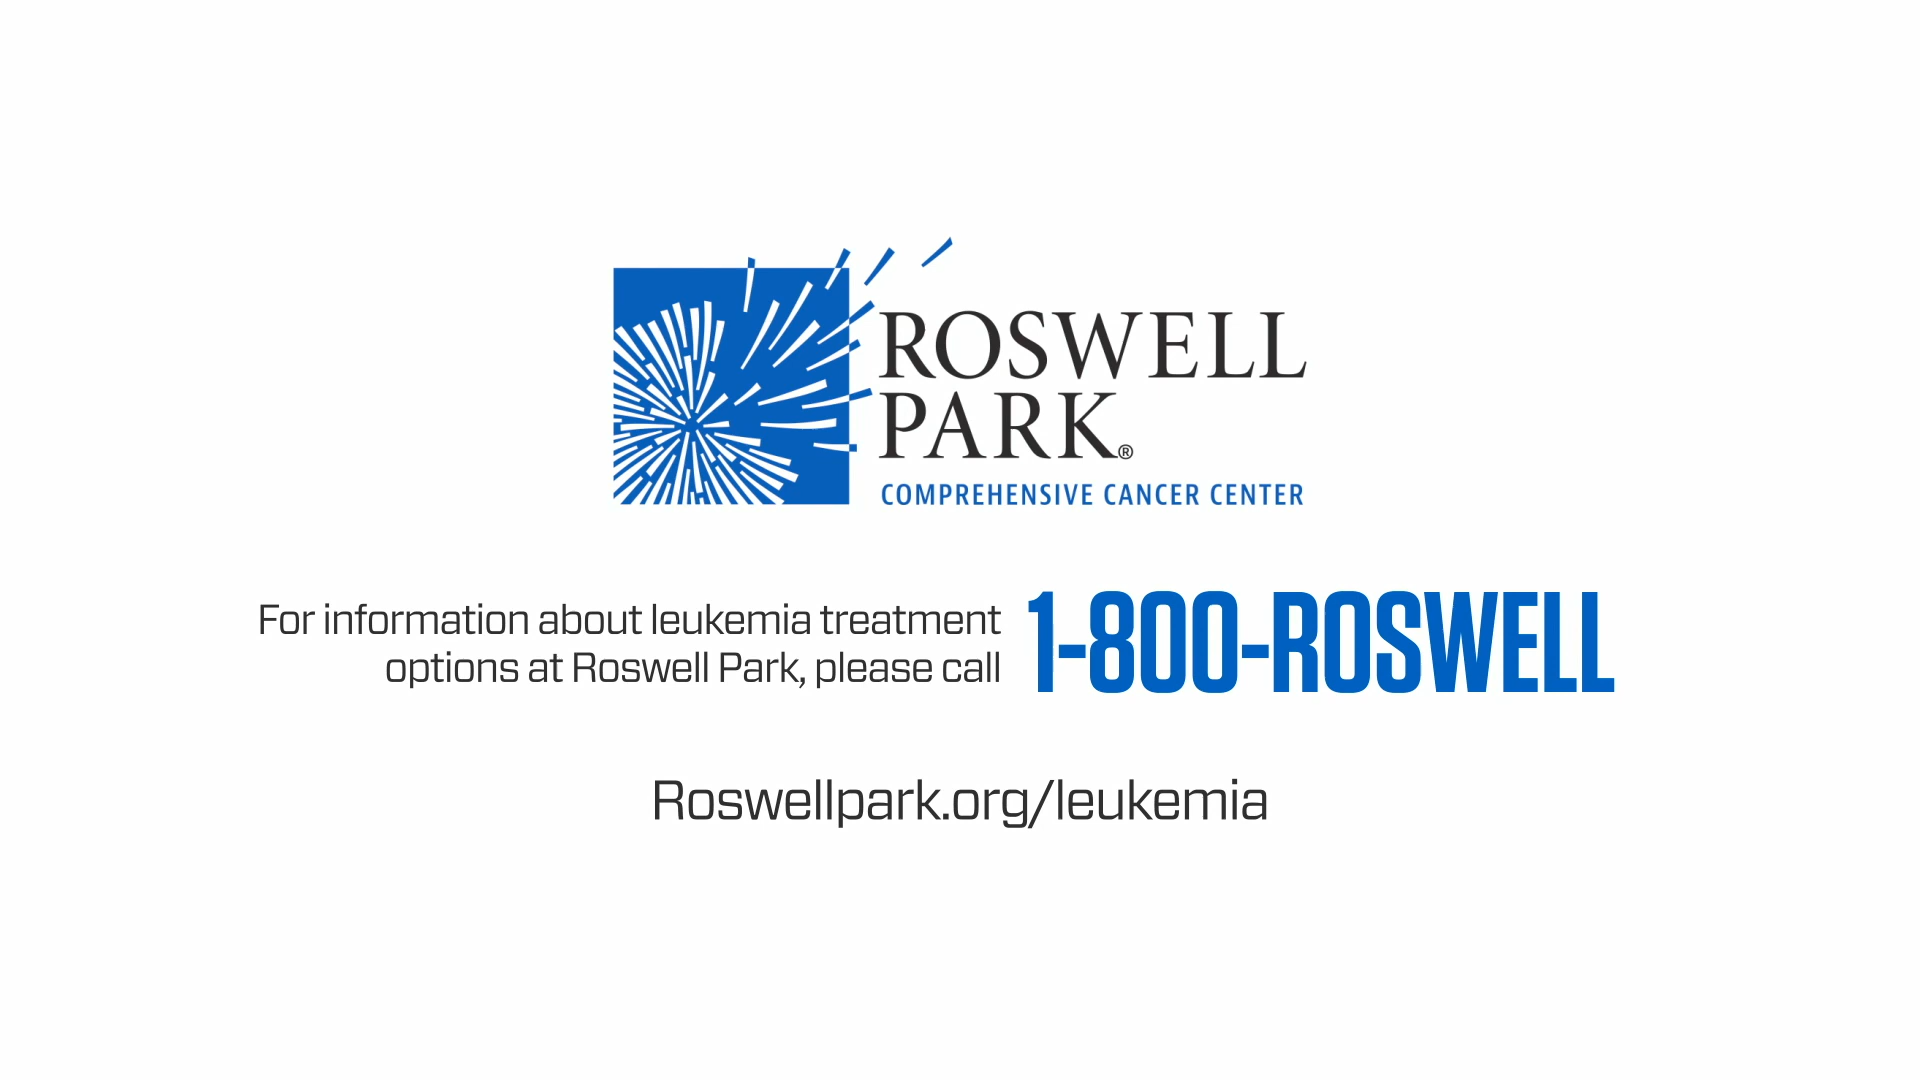 ROSWELL
PARK®
COMPREHENSIVE CANCER CENTER
For information about leukemia treatment
options at Roswell Park, please call
1-800-ROSWELL
Roswellpark.org/leukemia